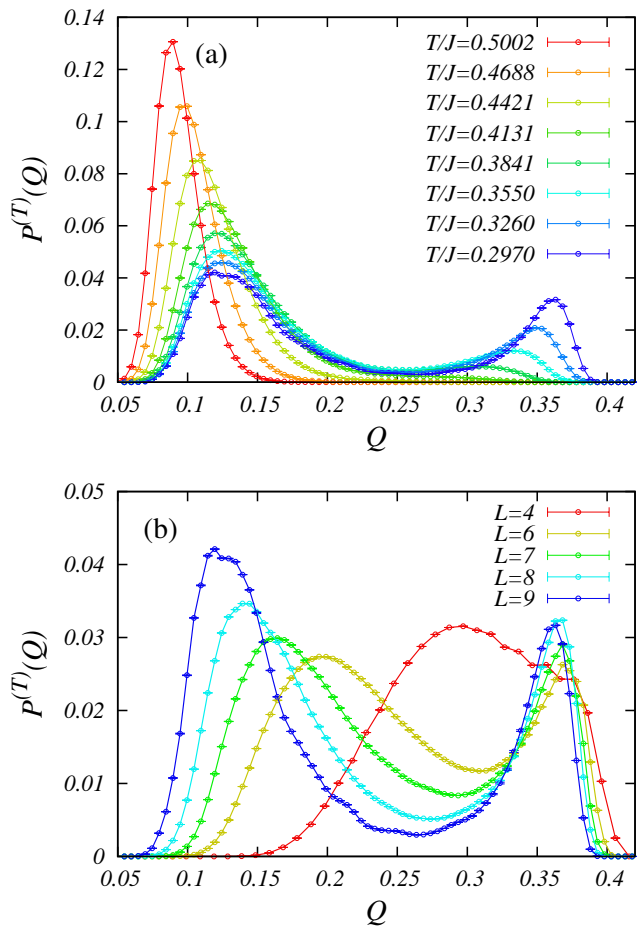 0.14
0.12
0.1
0.08
0.06
0.04
0.02
0
P(T)(Q)
(a)
T/J=0.5002
T/J=0.4688
T/J=0.4421
T/J=0.4131
T/J=0.3841
T/J=0.3550
T/J=0.3260
T/J=0.2970
0.05 0.1 0.15 0.2 0.25 0.3 0.35 0.4
Q
0.05
0.04
0.03
0.02
0.01
0
P(T)(Q)
(b)
L=4
L=6
L=7
L=8
L=9
0.05 0.1 0.15 0.2 0.25 0.3 0.35 0.4
Q